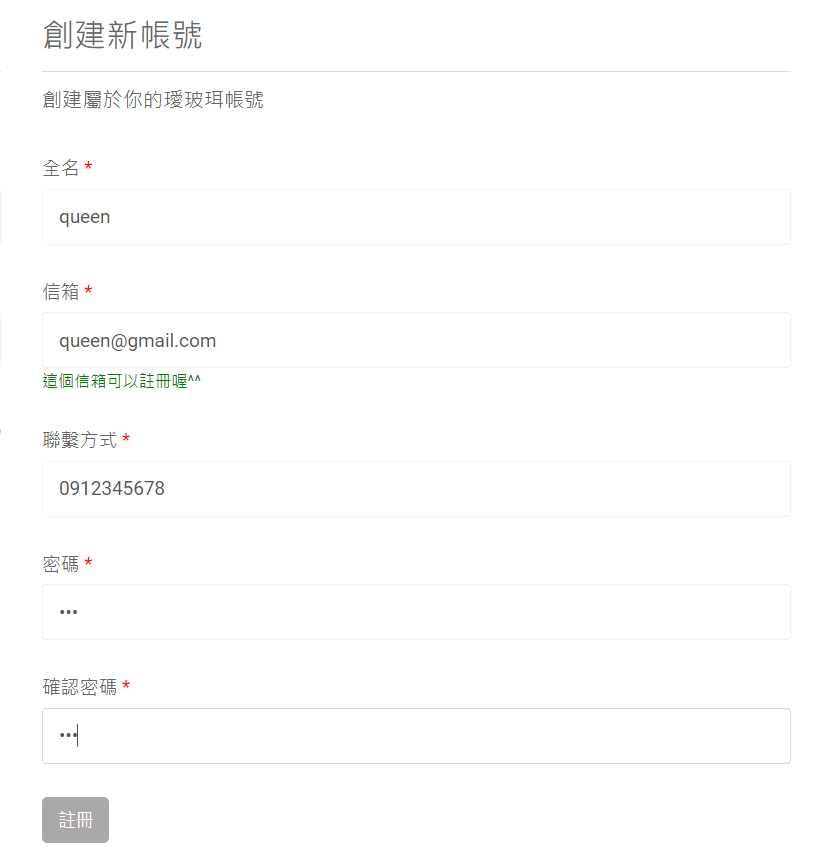 創建新帳號
創建屬於你的璦玻珥帳號
全名 *
queen
信箱 *
queen@gmail.com
這個信箱可以註冊喔^^
聯繫方式 *
0912345678
密碼 *
•••
確認密碼 *
•••
註冊